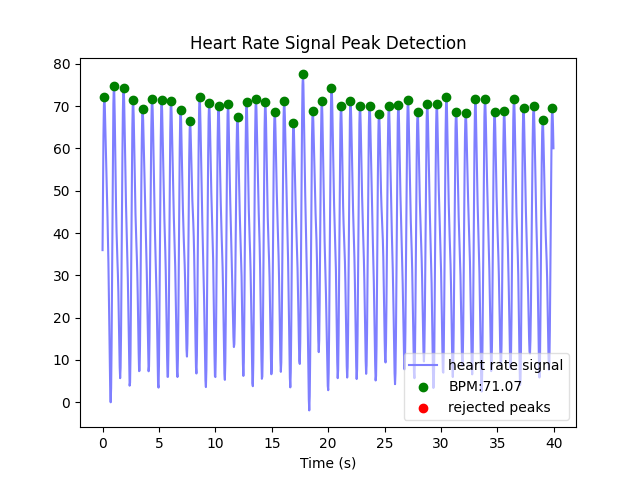 Heart Rate Signal Peak Detection
80
70
60
50
40
30
20
10
0
heart rate signal
BPM:71.07
rejected peaks
0 5 10 15 20 25 30 35 40
Time (s)